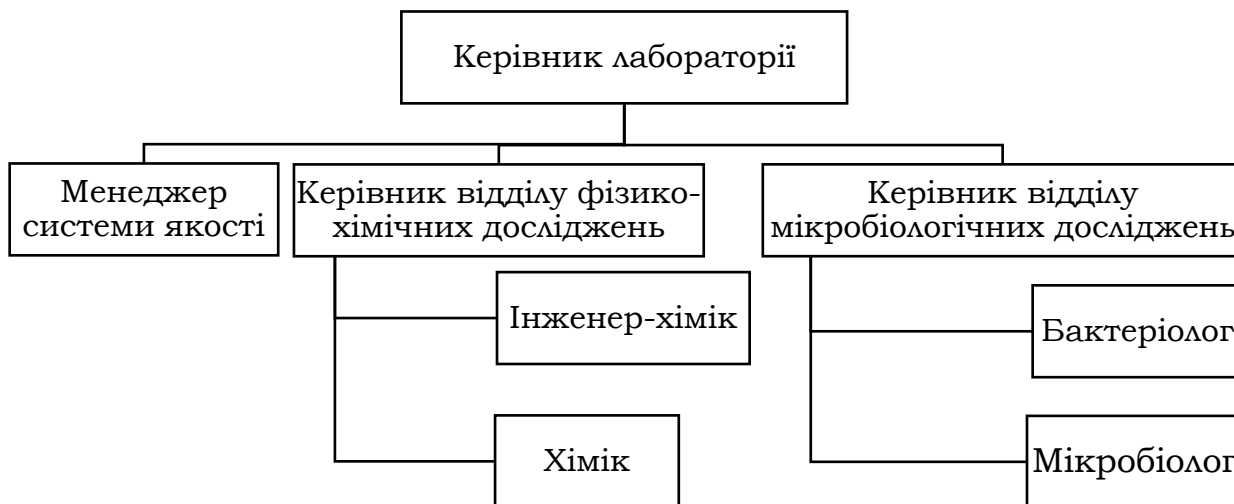 Керівник лабораторії
Менеджер
системи якості
Керівник відділу фізико-
хімічних досліджень
Керівник відділу
мікробіологічних досліджень
Інженер-хімік
Бактеріолог
Хімік
Мікробіолог